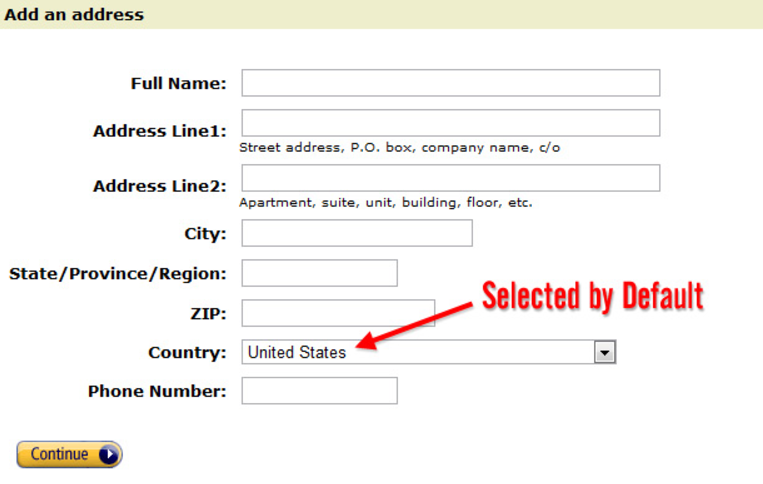 Add an address
Full Name:
Address Line1:
Street address, P.O. box, company name, c/o
Address Line2:
Apartment, suite, unit, building, floor, etc.
City:
State/Province/Region:
Selected by Default
ZIP:
Country: United States
Phone Number:
Continue